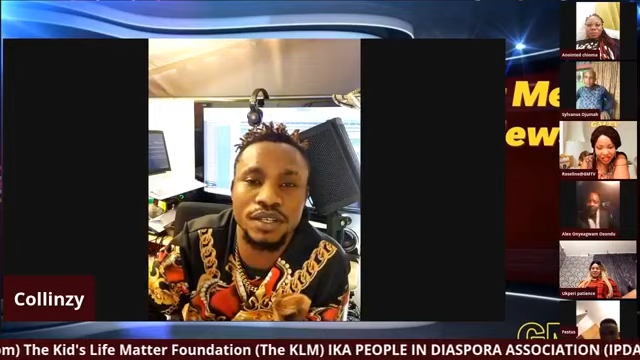 Me
ew
Collinzy
Anointed chioma
Sylvanus Ojumah
Roseline@GMTV
Alex Onyeagwam Osondu
Ukperi patience
Festus
om) The Kid's Life Matter Foundation (The KLM) IKA PEOPLE IN DIASPORA ASSOCIATION (IPDA